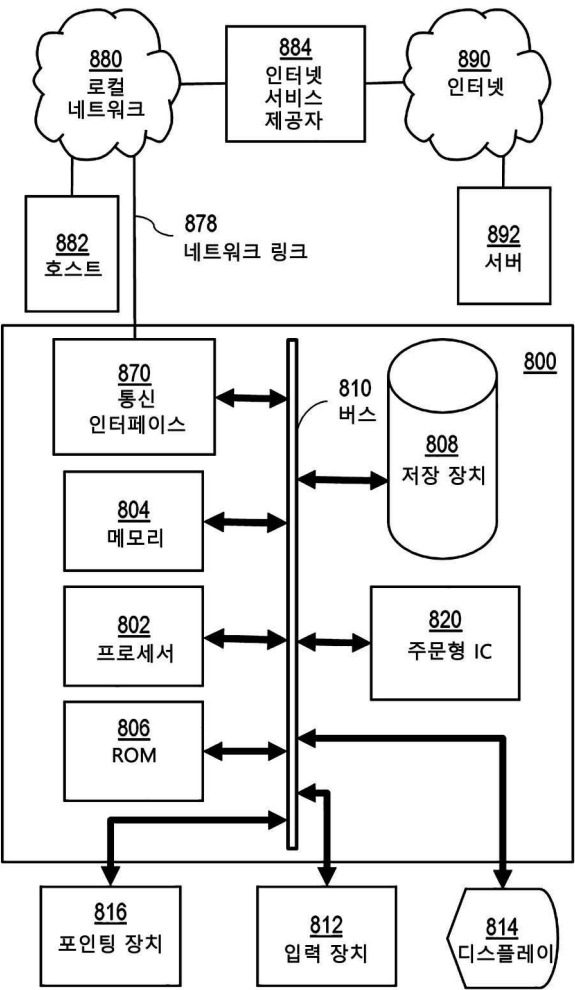 880
로컬
네트워크
884
인터넷
서비스
제공자
890
인터넷
882
호스트
878
네트워크 링크
892
서버
800
870
통신
인터페이스
810
버스
808
저장 장치
804
메모리
802
프로세서
820
주문형 IC
806
ROM
816
포인팅 장치
812
입력 장치
814
디스플레이